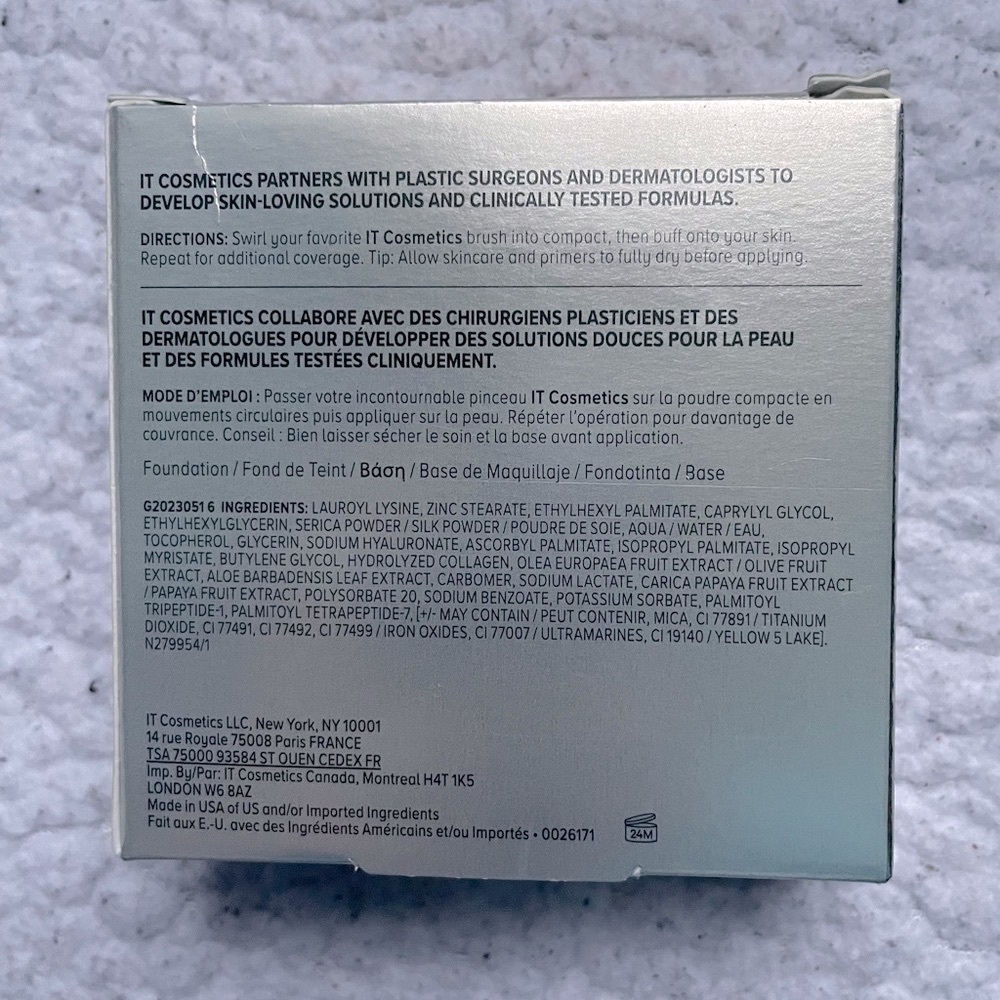 IT COSMETICS PARTNERS WITH PLASTIC SURGEONS AND DERMATOLOGISTS TO
DEVELOP SKIN-LOVING SOLUTIONS AND CLINICALLY TESTED FORMULAS.
DIRECTIONS: Swirl your favorite IT Cosmetics brush into compact, then buff onto your skin.
Repeat for additional coverage. Tip: Allow skincare and primers to fully dry before applying.
IT COSMETICS COLLABORE AVEC DES CHIRURGIENS PLASTICIENS ET DES
DERMATOLOGUES POUR DÉVELOPPER DES SOLUTIONS DOUCES POUR LA PEAU
ET DES FORMULES TESTÉES CLINIQUEMENT.
MODE D'EMPLOI : Passer votre incontournable pinceau IT Cosmetics sur la poudre compacte en
mouvements circulaires puis appliquer sur la peau. Répéter l'opération pour davantage de
couvrance. Conseil : Bien laisser sécher le soin et la base avant application.
Foundation / Fond de Teint / Βάση / Base de Maquillaje / Fondotinta / Base
G2023051 6 INGREDIENTS: LAUROYL LYSINE, ZINC STEARATE, ETHYLHEXYL PALMITATE, CAPRYLYL GLYCOL,
ETHYLHEXYLGLYCERIN, SERICA POWDER / SILK POWDER / POUDRE DE SOIE, AQUA / WATER / EAU,
TOCOPHEROL, GLYCERIN, SODIUM HYALURONATE, ASCORBYL PALMITATE, ISOPROPYL PALMITATE, ISOPROPYL
MYRISTATE, BUTYLENE GLYCOL, HYDROLYZED COLLAGEN, OLEA EUROPAEA FRUIT EXTRACT / OLIVE FRUIT
EXTRACT, ALOE BARBADENSIS LEAF EXTRACT, CARBOMER, SODIUM LACTATE, CARICA PAPAYA FRUIT EXTRACT
/ PAPAYA FRUIT EXTRACT, POLYSORBATE 20, SODIUM BENZOATE, POTASSIUM SORBATE, PALMITOYL
TRIPEPTIDE-1, PALMITOYL TETRAPEPTIDE-7, [+/- MAY CONTAIN / PEUT CONTENIR, MICA, CI 77891 / TITANIUM
DIOXIDE, CI 77491, CI 77492, CI 77499 / IRON OXIDES, CI 77007 / ULTRAMARINES, CI 19140 / YELLOW 5 LAKE].
N279954/1
IT Cosmetics LLC, New York, NY 10001
14 rue Royale 75008 Paris FRANCE
TSA 75000 93584 ST OUEN CEDEX FR
Imp. By/Par: IT Cosmetics Canada, Montreal H4T 1K5
LONDON W6 8AZ
Made in USA of US and/or Imported Ingredients
Fait aux E.-U. avec des Ingrédients Américains et/ou Importés • 0026171
24M